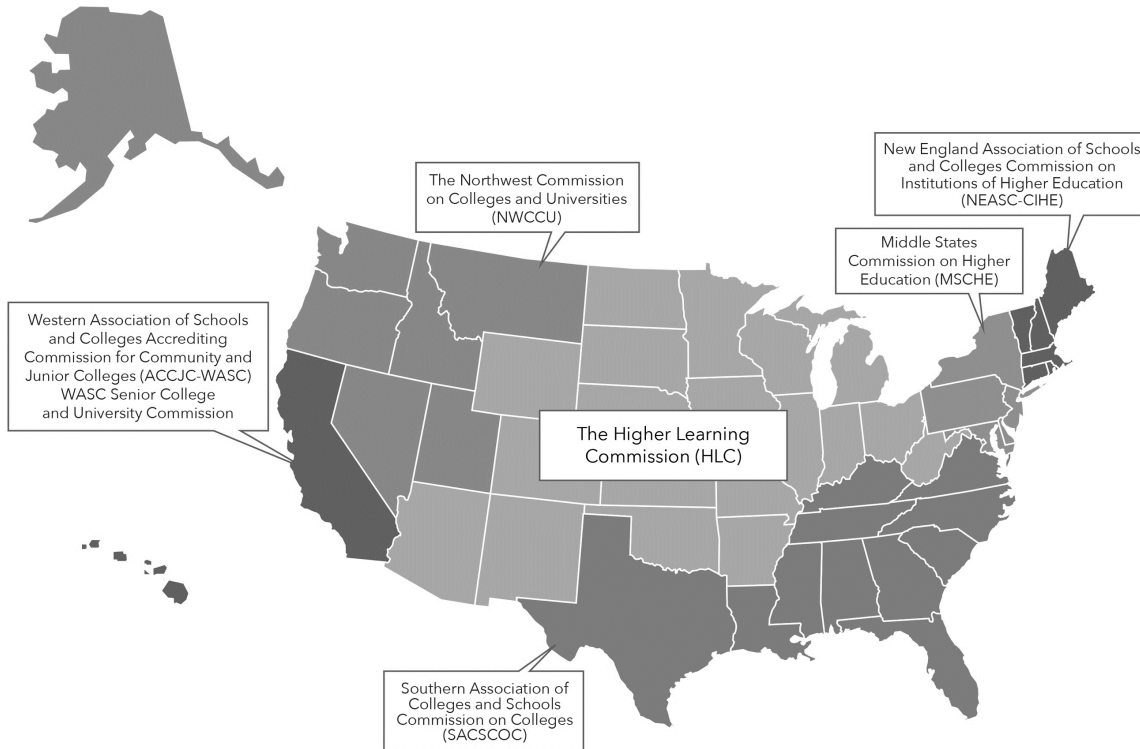 New England Association of Schools
and Colleges Commission on
Institutions of Higher Education
(NEASC-CIHE)
The Northwest Commission
on Colleges and Universities
(NWCCU)
Middle States
Commission on Higher
Education (MSCHE)
Western Association of Schools
and Colleges Accrediting
Commission for Community and
Junior Colleges (ACCJC-WASC)
WASC Senior College
and University Commission
The Higher Learning
Commission (HLC)
Southern Association of
Colleges and Schools
Commission on Colleges
(SACSCOC)